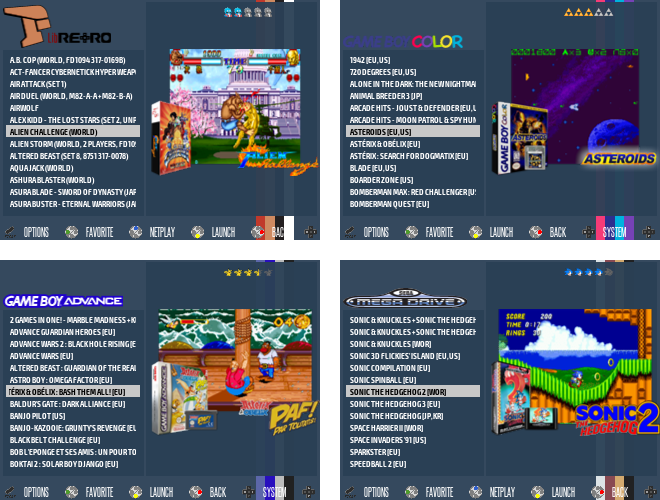 LibRETRO
A.B. COP (WORLD, FD1094 317-0169B)
ACT-FANCER CYBERNETICK HYPER WEAP
AIR ATTACK (SET 1)
AIR DUEL (WORLD, M82-A-A + M82-B-A)
AIRWOLF
ALEX KIDD - THE LOST STARS (SET 2, UNF
ALIEN CHALLENGE (WORLD)
ALIEN STORM (WORLD, 2 PLAYERS, FD109
ALTERED BEAST (SET 8, 8751 317-0078)
AQUA JACK (WORLD)
ASHURA BLASTER (WORLD)
ASURA BLADE - SWORD OF DYNASTY (JAP
ASURA BUSTER - ETERNAL WARRIORS (JAP
OPTIONS FAVORITE NETPLAY LAUNCH BACK
GAME BOY COLOR
1942 [EU,US]
720 DEGREES [EU,US]
ALONE IN THE DARK: THE NEW NIGHTMA
ANIMAL BREEDER 3 [JP]
ARCADE HITS - JOUST & DEFENDER [EU,U
ARCADE HITS - MOON PATROL & SPY HUN
ASTEROIDS [EU,US]
ASTÉRIX & OBÉLIX [EU]
ASTÉRIX: SEARCH FOR DOGMATIX [EU]
BLADE [EU,US]
BOARDER ZONE [US]
BOMBERMAN MAX: RED CHALLENGER [U
BOMBERMAN QUEST [EU]
GAME BOY COLOR
ASTEROIDS
OPTIONS FAVORITE LAUNCH BACK SYSTEM
GAME BOY ADVANCE
2 GAMES IN ONE! - MARBLE MADNESS + K
ADVANCE GUARDIAN HEROES [EU]
ADVANCE WARS 2: BLACK HOLE RISING [E
ADVANCE WARS [EU]
ALTERED BEAST: GUARDIAN OF THE REAL
ASTRO BOY: OMEGA FACTOR [EU]
TÉRIX & OBÉLIX: BASH THEM ALL! [EU]
BALDUR'S GATE: DARK ALLIANCE [EU]
BANJO PILOT [US]
BANJO-KAZOOIE: GRUNTY'S REVENGE [EU
BLACK BELT CHALLENGE [EU]
BOB L'EPONGE ET SES AMIS: UN POUR TO
BOKTAI 2: SOLAR BOY DJANGO [EU]
PAF!
PAR TOUTATIS!
OPTIONS FAVORITE LAUNCH BACK SYSTEM
SEGA
MEGA DRIVE
SONIC & KNUCKLES + SONIC THE HEDGEH
SONIC & KNUCKLES + SONIC THE HEDGEH
SONIC & KNUCKLES [WOR]
SONIC 3D FLICKIES' ISLAND [EU,US]
SONIC COMPILATION [EU]
SONIC SPINBALL [EU]
SONIC THE HEDGEHOG 2 [WOR]
SONIC THE HEDGEHOG 3 [EU]
SONIC THE HEDGEHOG [JP,KR]
SPACE HARRIER II [WOR]
SPACE INVADERS '91 [US]
SPARKSTER [EU]
SPEEDBALL 2 [EU]
SCORE 200
TIME 0:17
RINGS
SONIC 2
THE HEDGEHOG
OPTIONS FAVORITE NETPLAY LAUNCH BACK